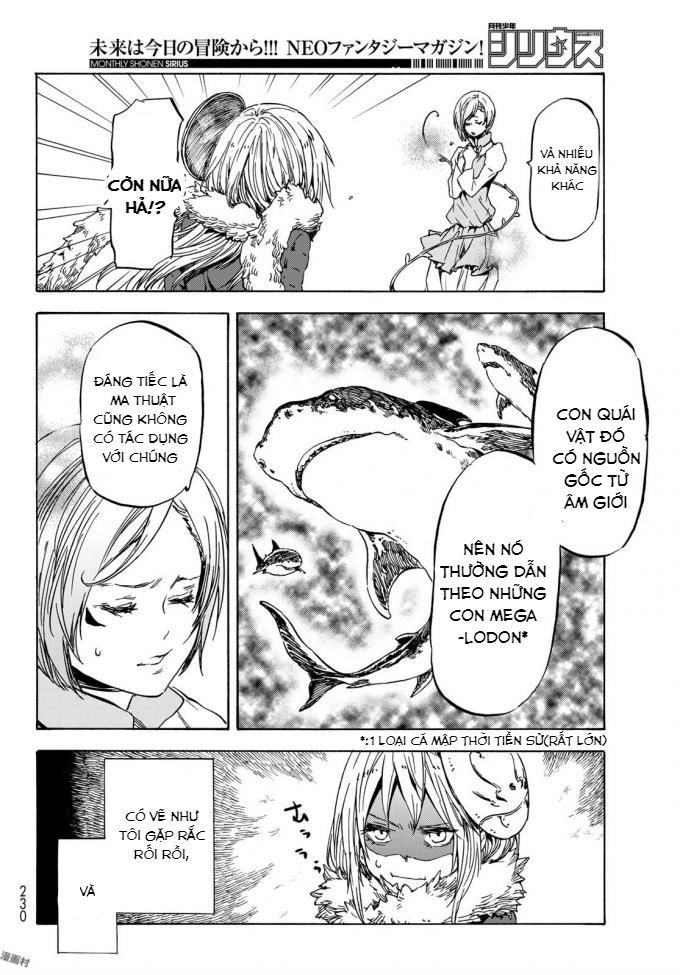 未来は今日の冒険から!!! NEOファンタジーマガジン!
月刊少年
シリウス
MONTHLY SHONEN SIRIUS
VÀ NHIỀU
KHẢ NĂNG
KHÁC
CÒN NỮA
HẢ!?
CON QUÁI
VẬT ĐÓ
CÓ NGUỒN
GỐC TỪ
ÂM GIỚI
NÊN NÓ
THƯỜNG DẪN
THEO NHỮNG
CON MEGA
-LODON*
ĐÁNG TIẾC LÀ
MA THUẬT
CŨNG KHÔNG
CÓ TÁC DỤNG
VỚI CHÚNG
*:1 LOẠI CÁ MẬP THỜI TIỀN SỬ(RẤT LỚN)
むぅぅ
CÓ VẺ NHƯ
TÔI GẶP RẮC
RỐI RỒI,
VÀ
230
漫画村